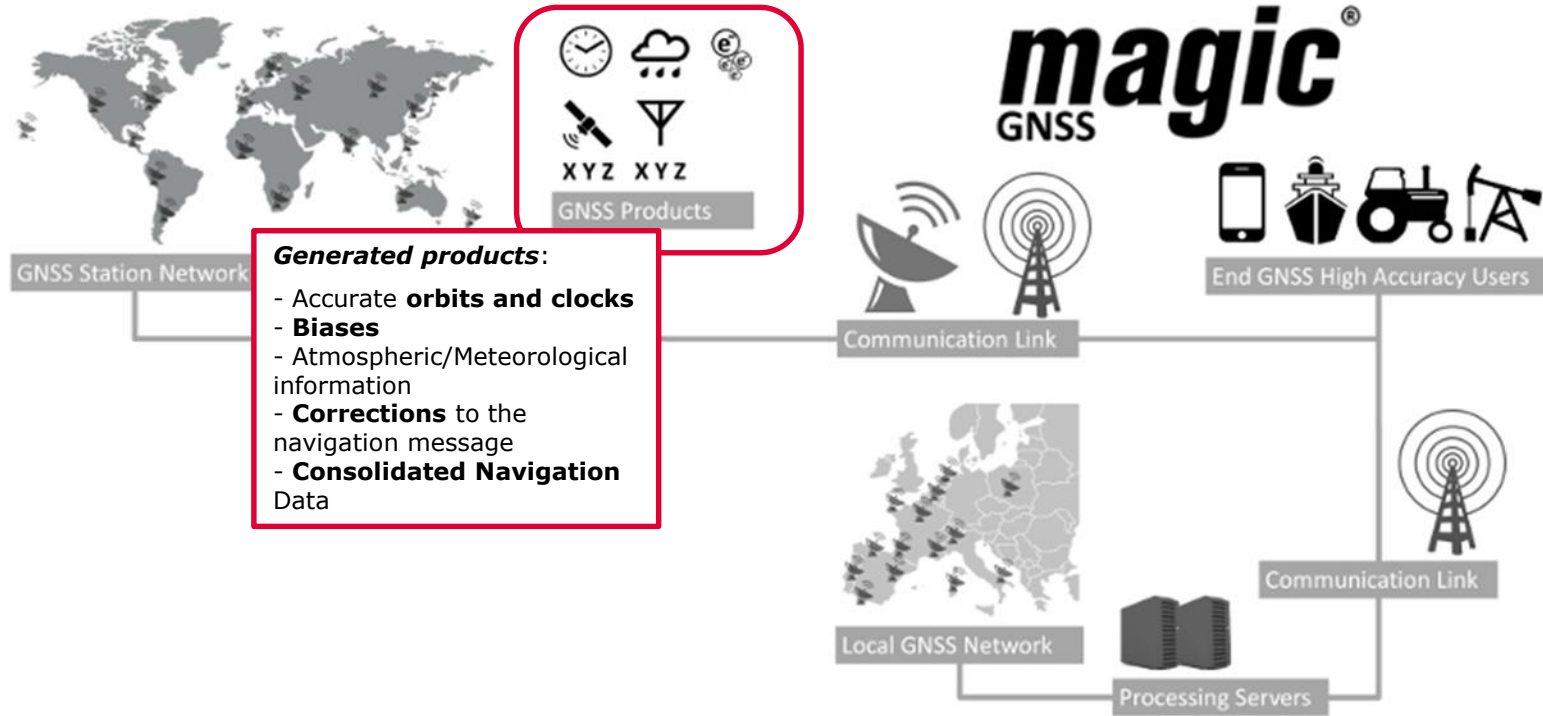 magic®
GNSS
e⁻
e⁻
e⁻
e⁻
X Y Z X Y Z
GNSS Products
GNSS Station Network
Generated products:
- Accurate orbits and clocks
- Biases
- Atmospheric/Meteorological
information
- Corrections to the
navigation message
- Consolidated Navigation
Data
End GNSS High Accuracy Users
Communication Link
Communication Link
Local GNSS Network
Processing Servers